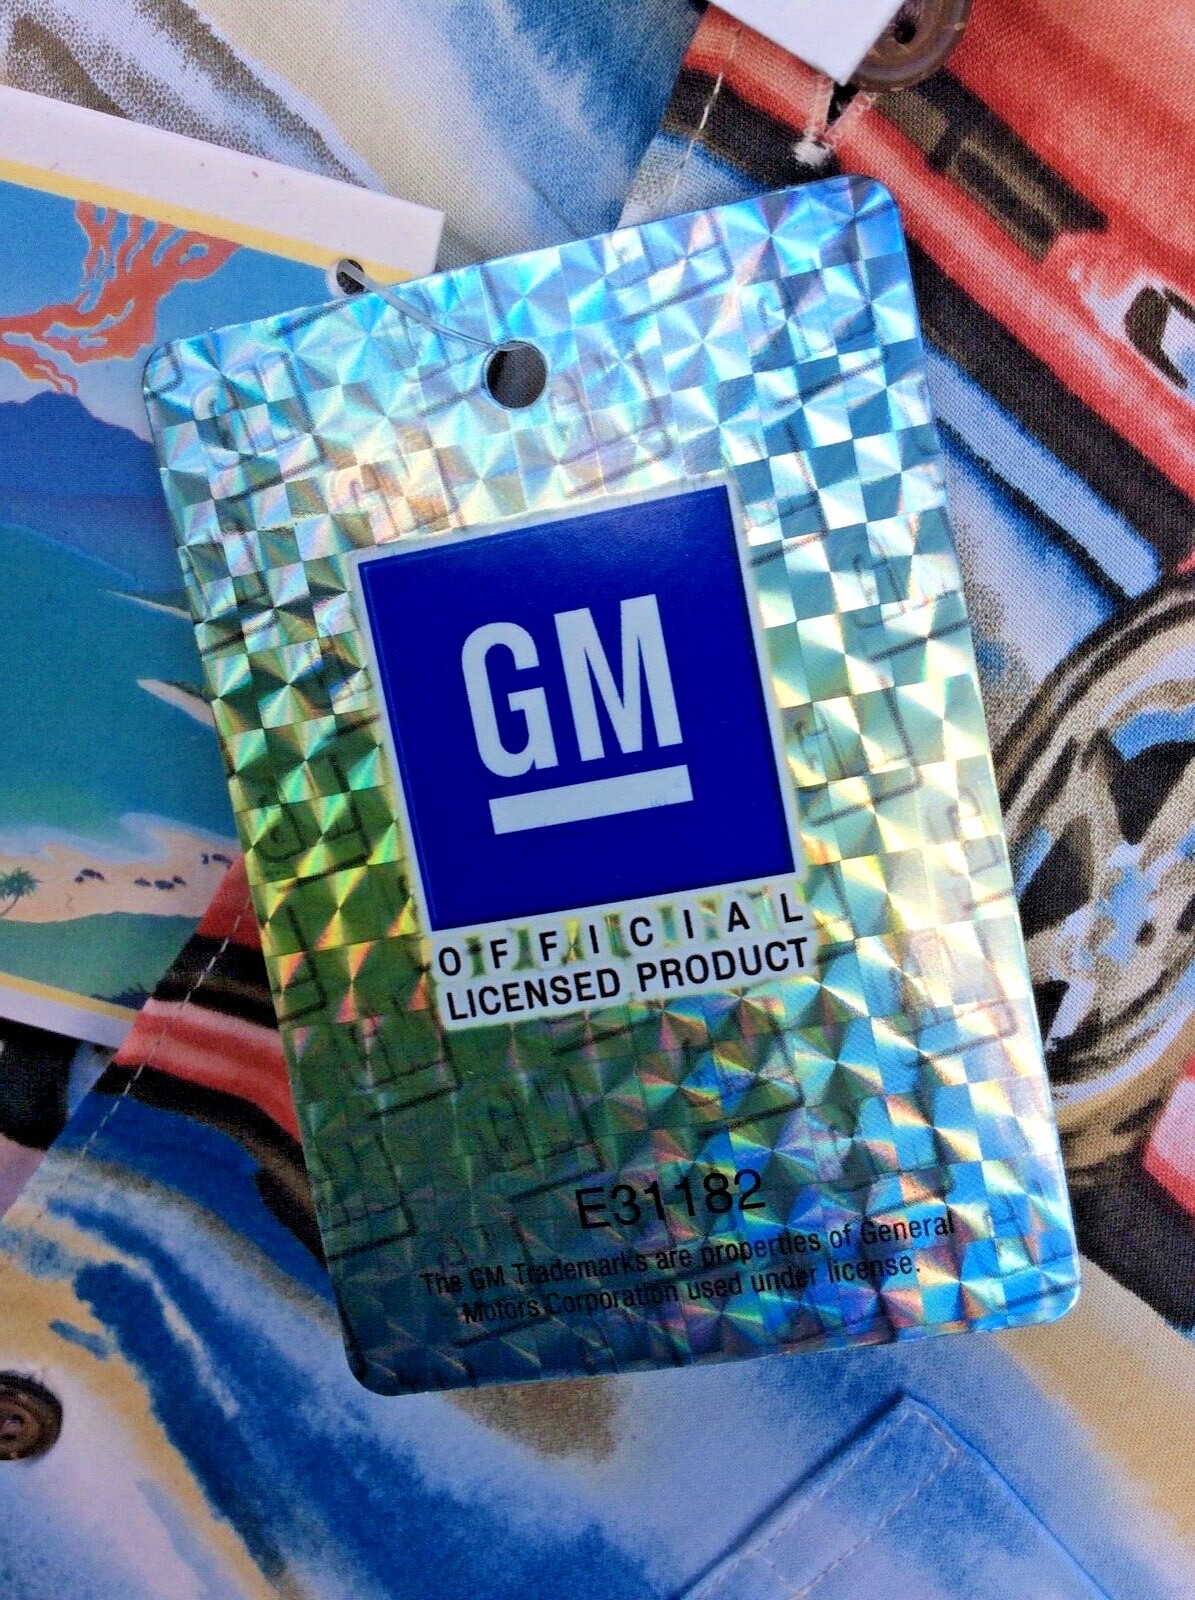 GM
OFFICIAL
LICENSED PRODUCT
E31182
The GM Trademarks are properties of General
Motors Corporation used under license.